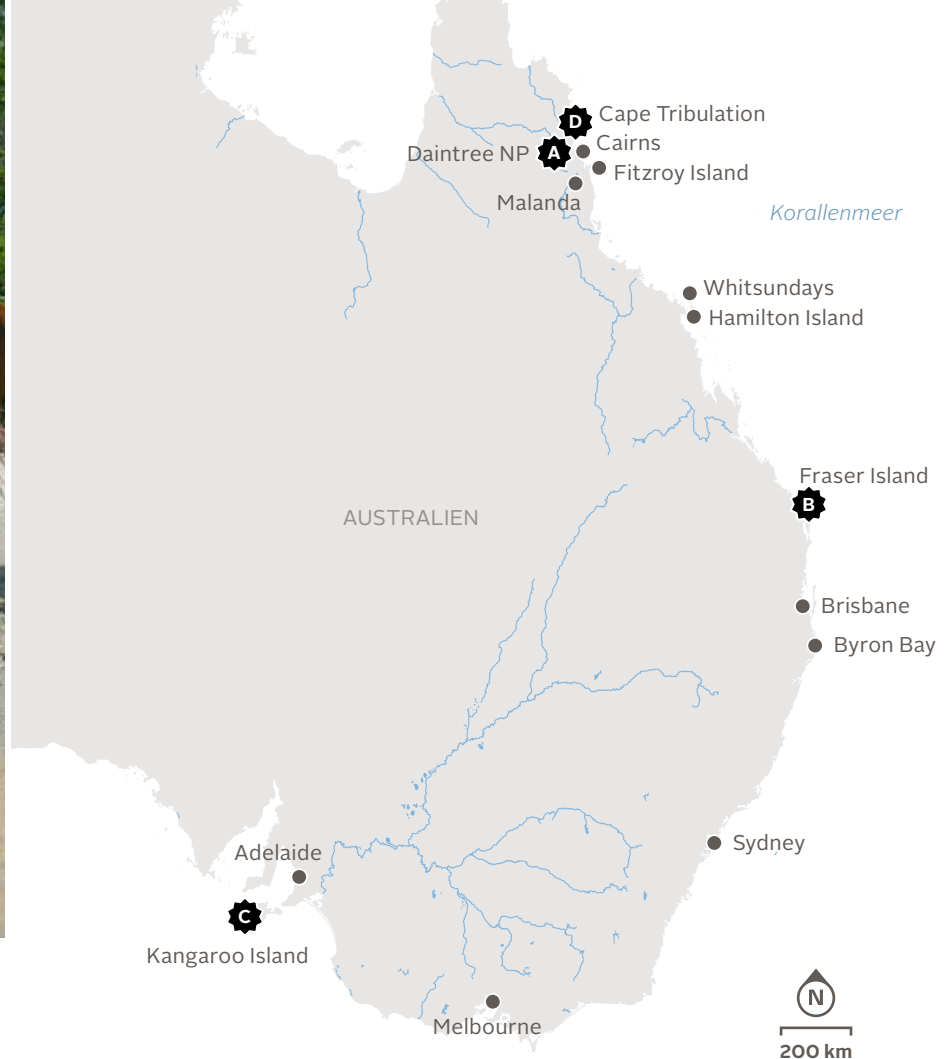 D
Cape Tribulation
Daintree NP
A
Cairns
Fitzroy Island
Malanda
Korallenmeer
Whitsundays
Hamilton Island
Fraser Island
B
AUSTRALIEN
Brisbane
Byron Bay
Sydney
Adelaide
C
Kangaroo Island
Melbourne
N
200 km